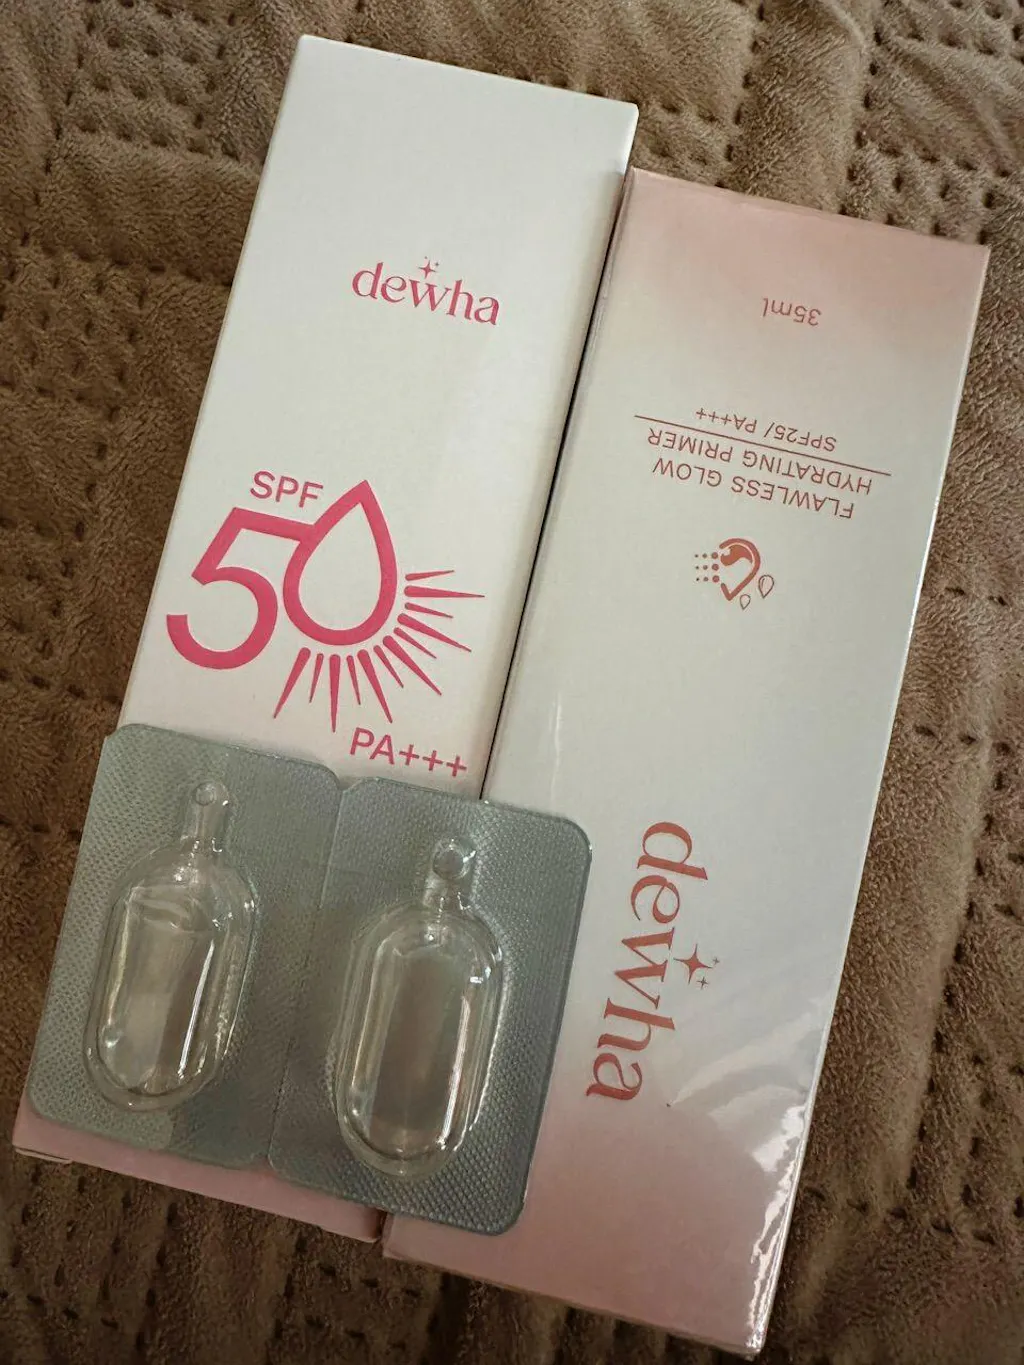 dewha
SPF
50
PA+++
35ml
FLAWLESS GLOW
HYDRATING PRIMER
SPF25/ PA+++
dewha